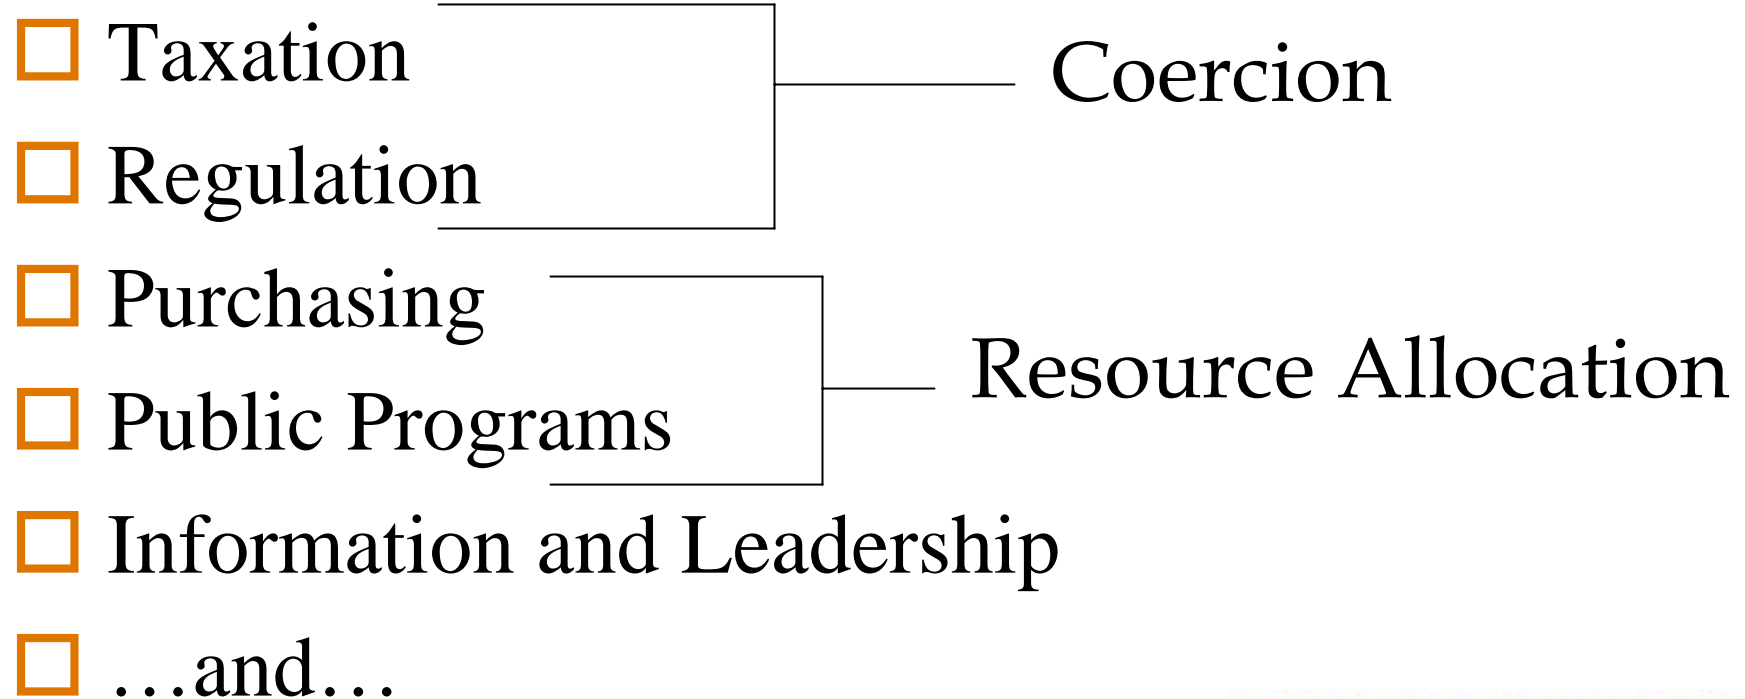 Taxation
Regulation
Coercion
Purchasing
Public Programs
Resource Allocation
Information and Leadership
…and…